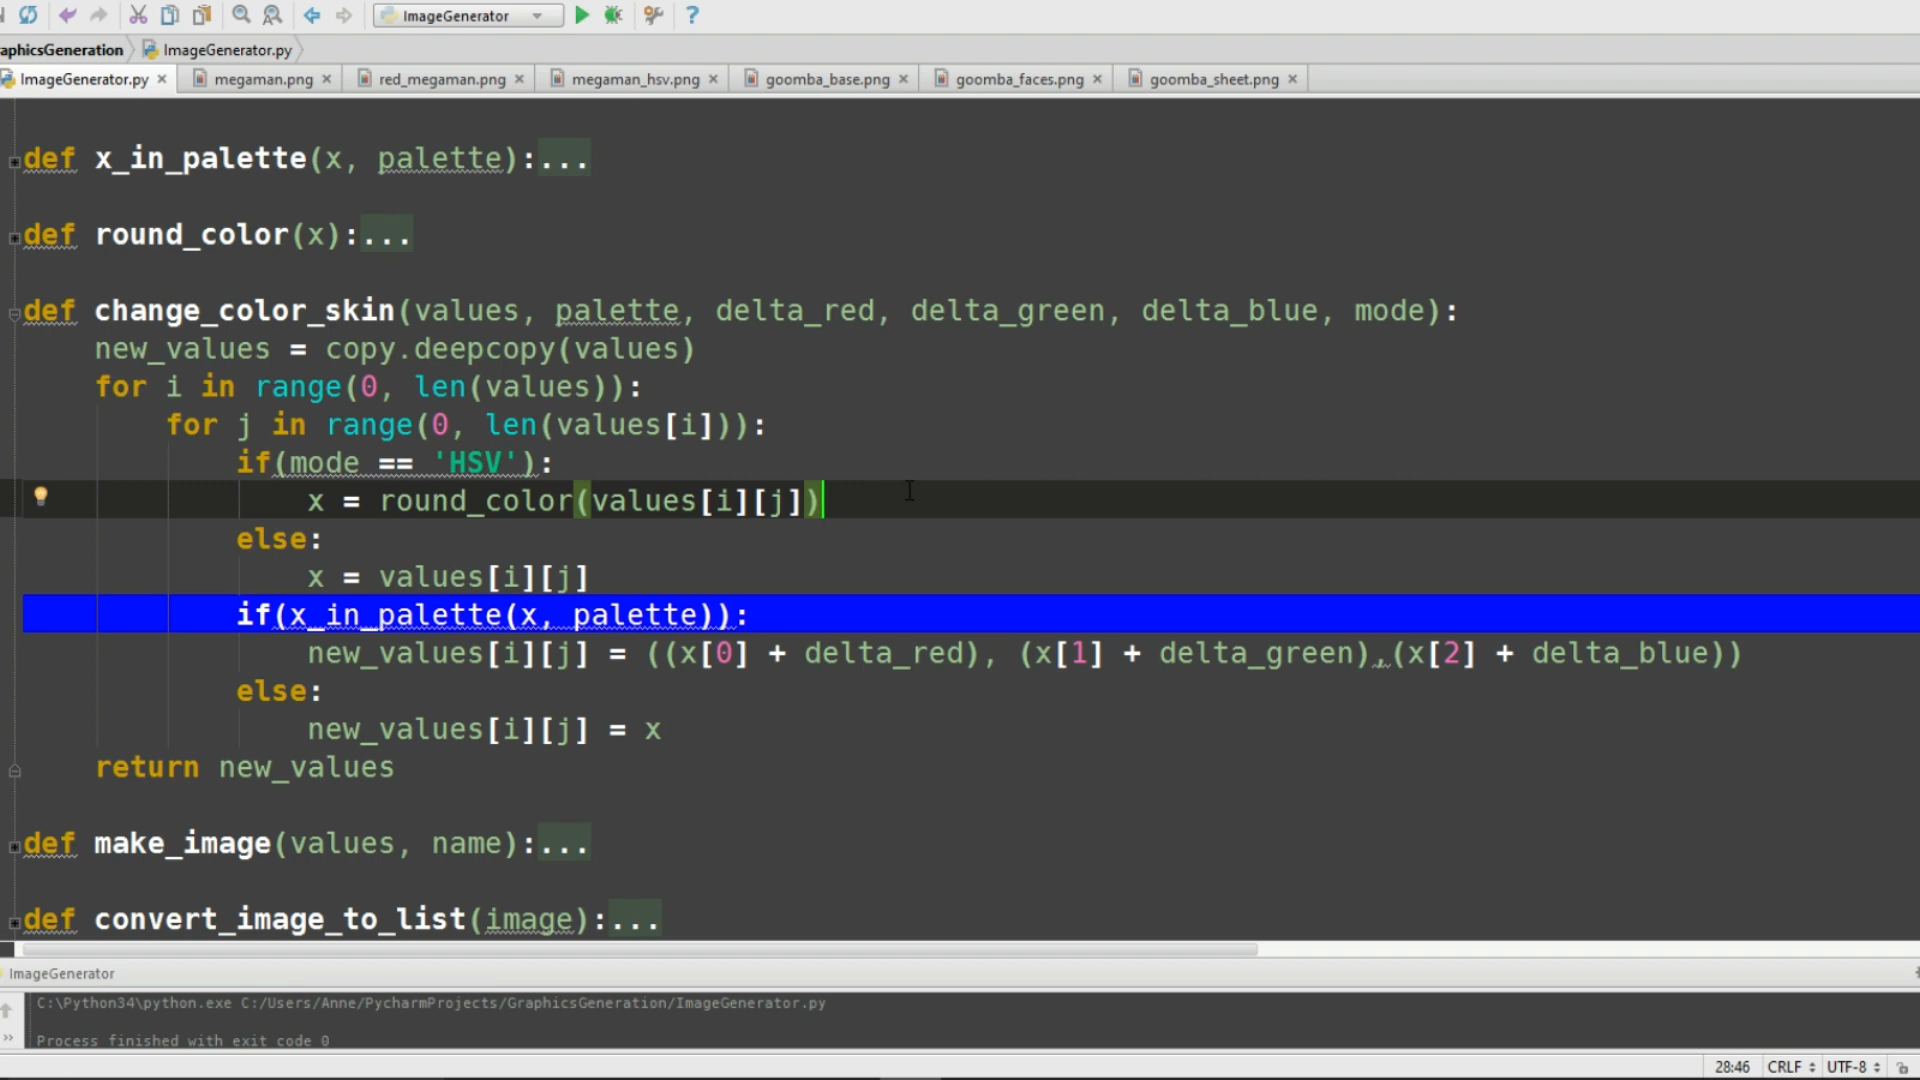 ImageGenerator
aphicsGeneration ImageGenerator.py
ImageGenerator.py megaman.png red_megaman.png megaman_hsv.png goomba_base.png goomba_faces.png goomba_sheet.png
def x_in_palette(x, palette):...
def round_color(x):...
def change_color_skin(values, palette, delta_red, delta_green, delta_blue, mode):
new_values = copy.deepcopy(values)
for i in range(0, len(values)):
for j in range(0, len(values[i])):
if(mode == 'HSV'):
x = round_color(values[i][j])
else:
x = values[i][j]
if(x_in_palette(x, palette)):
new_values[i][j] = ((x[0] + delta_red), (x[1] + delta_green),(x[2] + delta_blue))
else:
new_values[i][j] = x
return new_values
def make_image(values, name):...
def convert_image_to_list(image):...
ImageGenerator
C:\Python34\python.exe C:/Users/Anne/PycharmProjects/GraphicsGeneration/ImageGenerator.py
Process finished with exit code 0
28:46 CRLF UTF-8